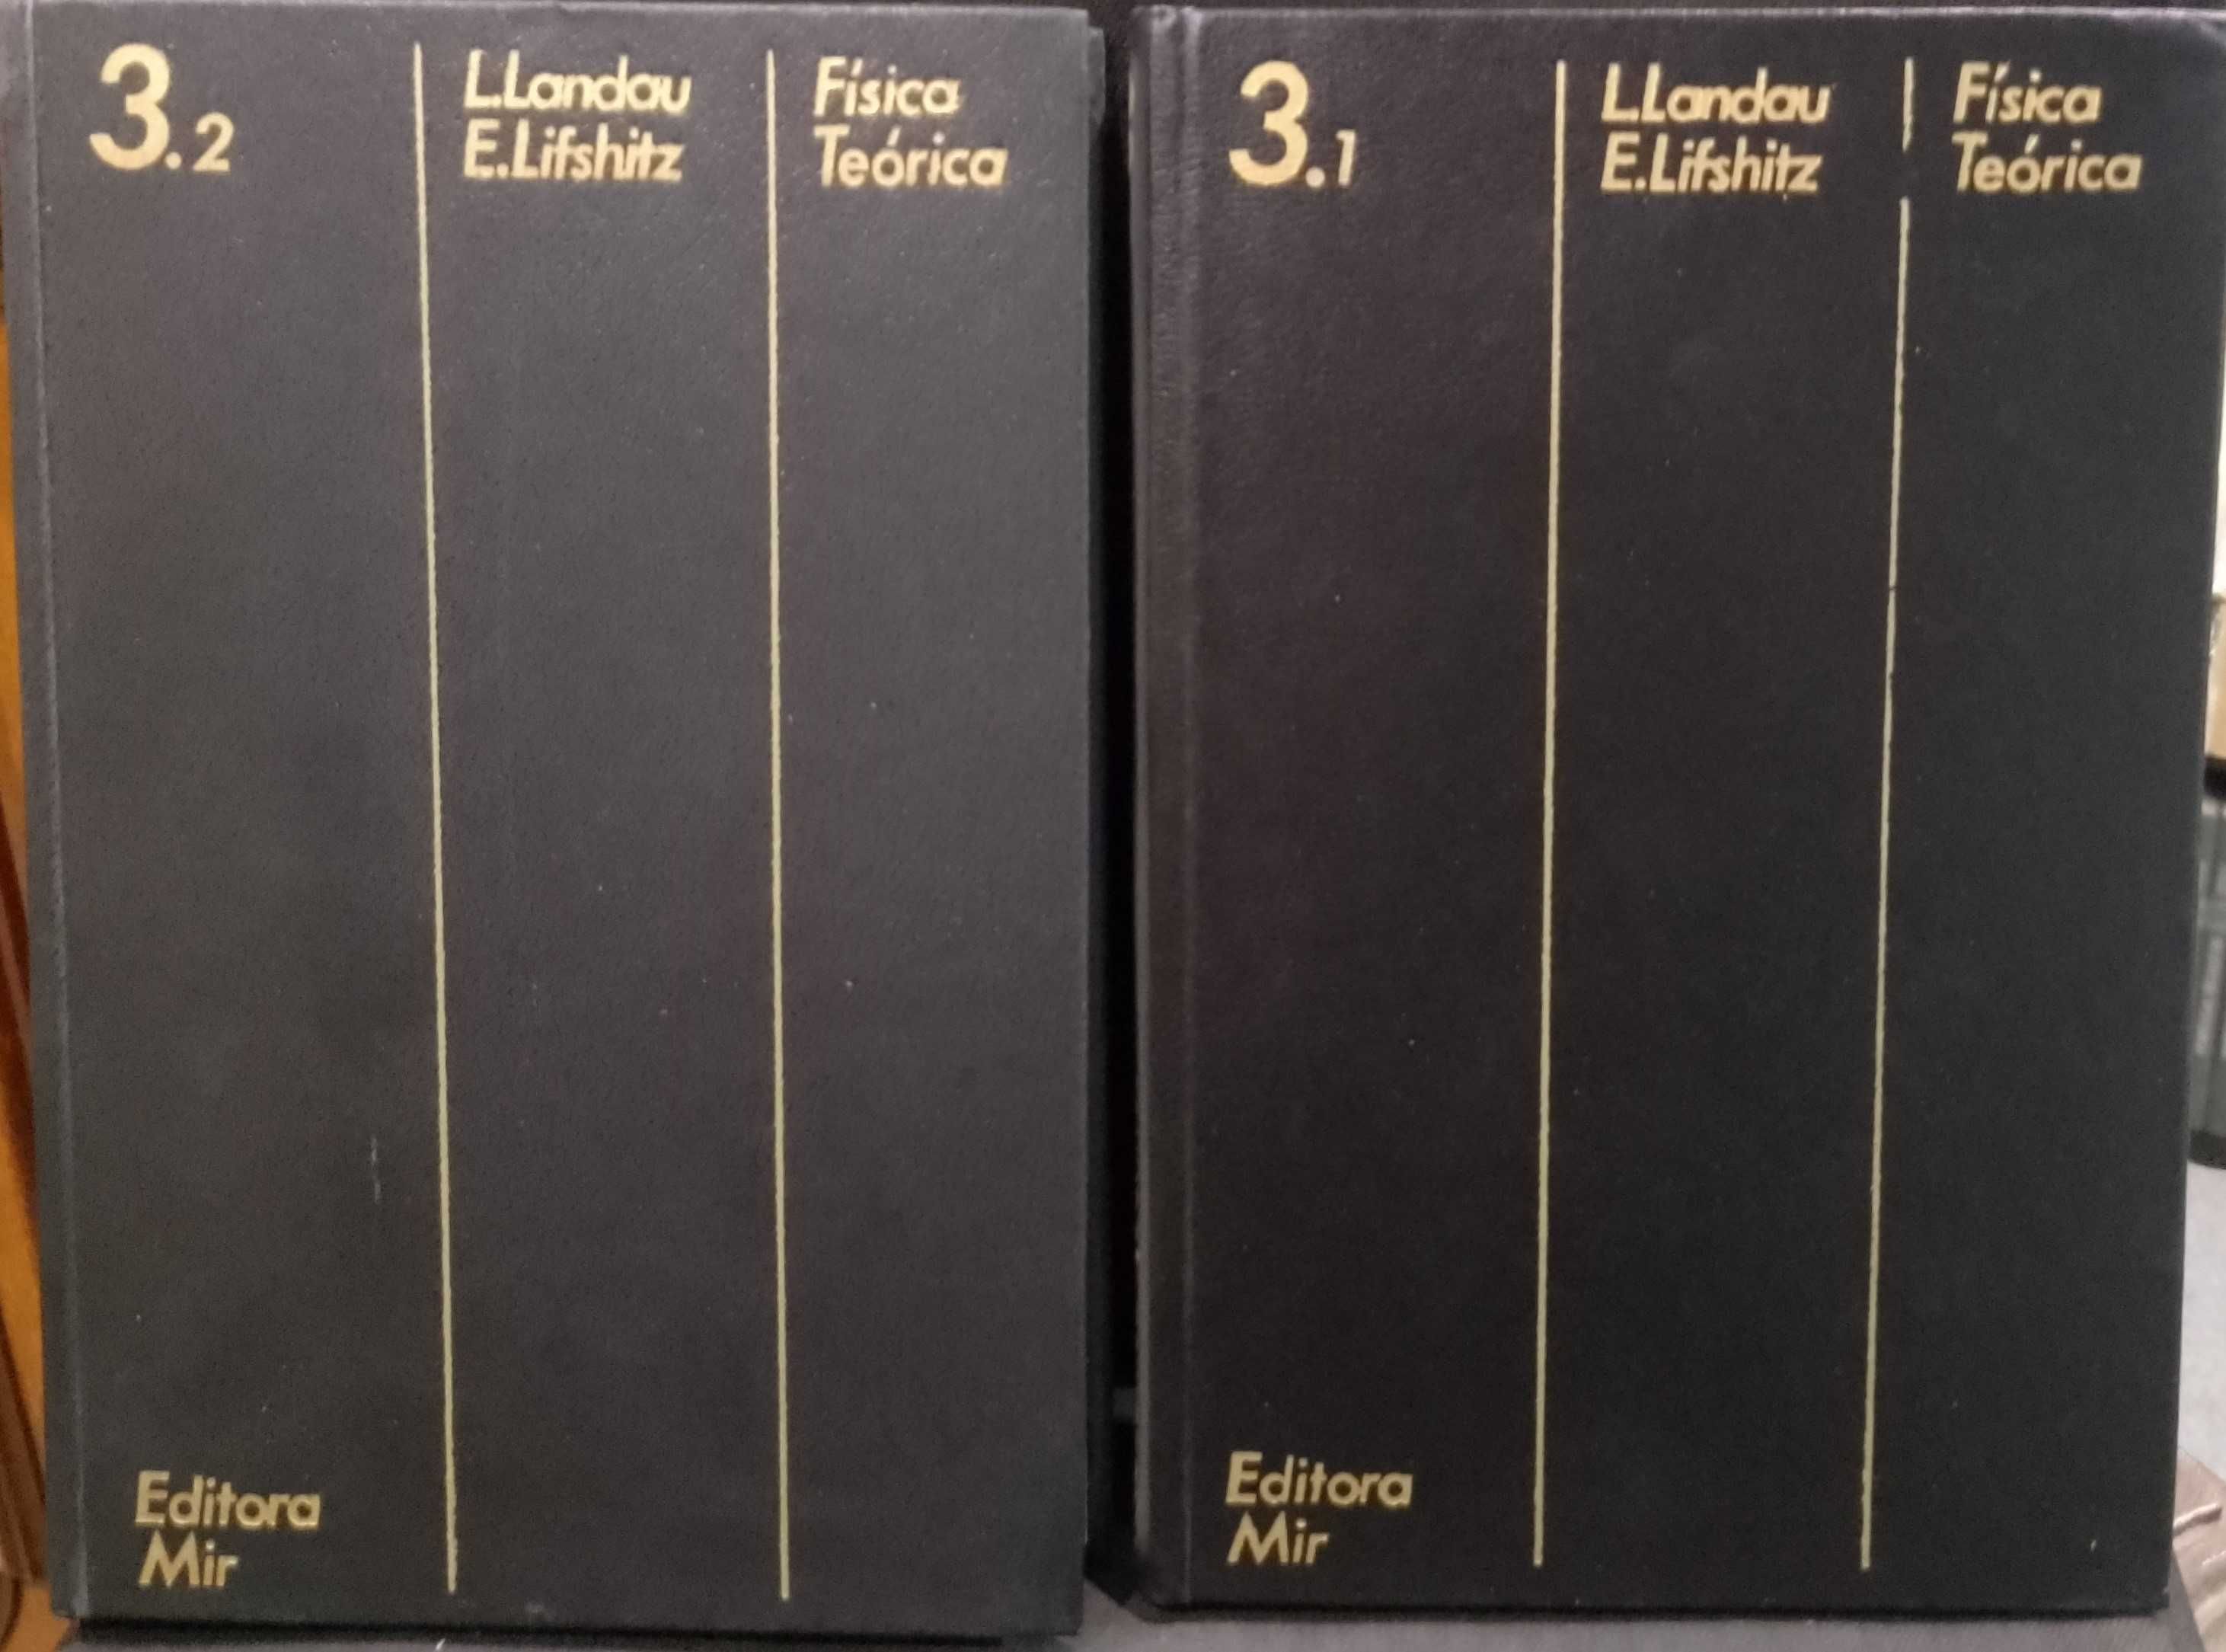 3.2
L.Landau
E.Lifshitz
Física
Teórica
Editora
Mir
3.1
L.Landau
E.Lifshitz
Física
Teórica
Editora
Mir